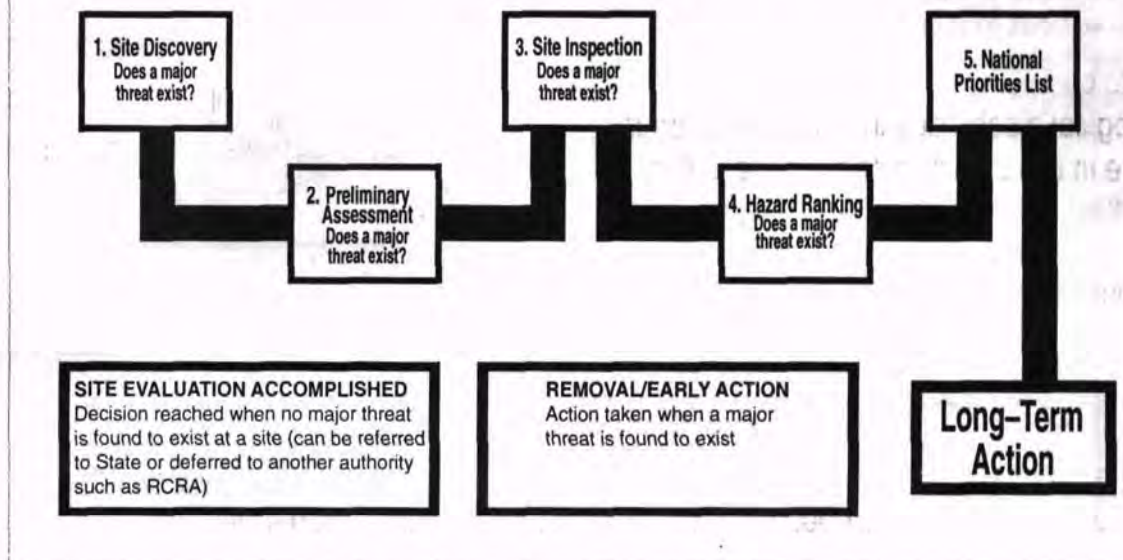 1. Site Discovery
Does a major
threat exist?
2. Preliminary
Assessment
Does a major
threat exist?
3. Site Inspection
Does a major
threat exist?
4. Hazard Ranking
Does a major
threat exist?
5. National
Priorities List
SITE EVALUATION ACCOMPLISHED
Decision reached when no major threat
is found to exist at a site (can be referred
to State or deferred to another authority
such as RCRA)
REMOVAL/EARLY ACTION
Action taken when a major
threat is found to exist
Long–Term
Action